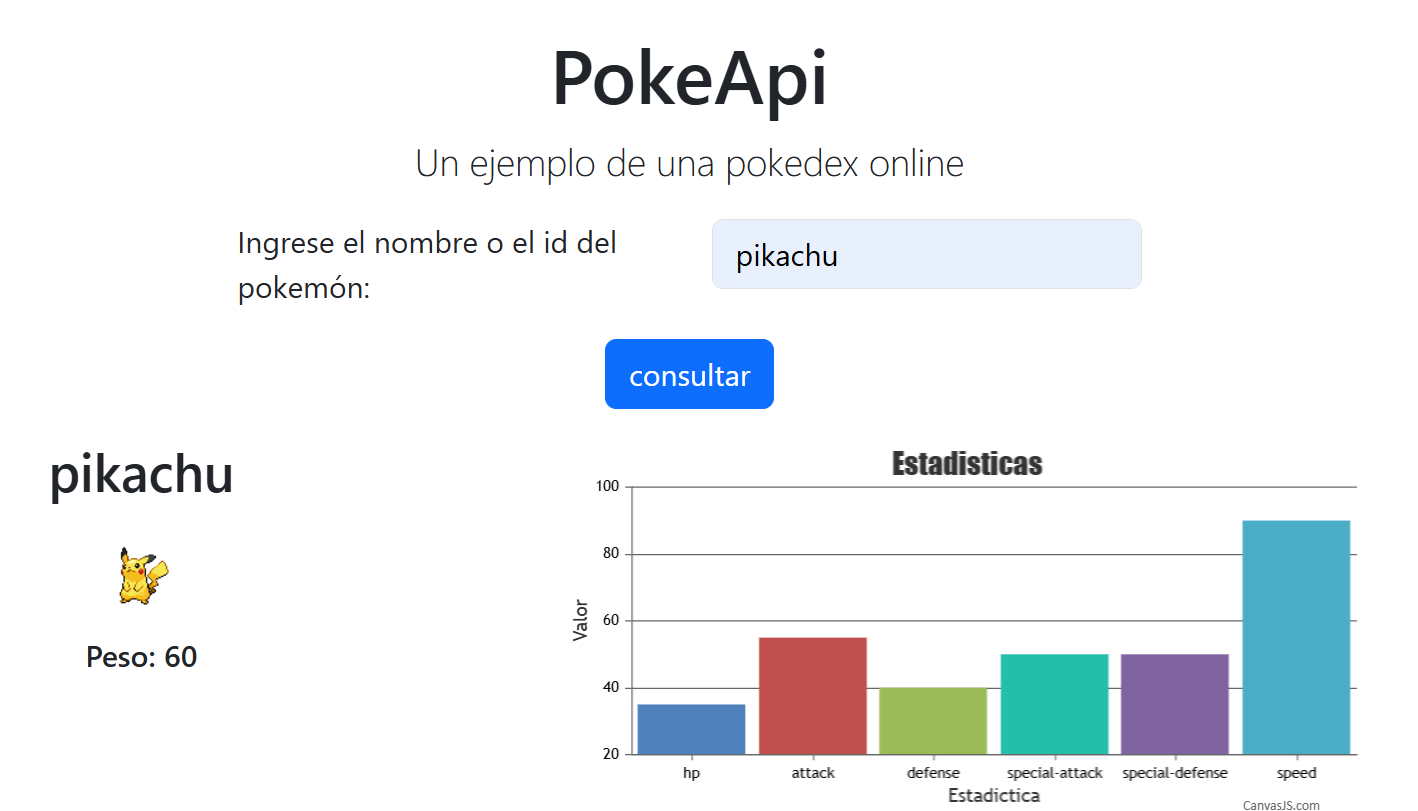 PokeApi
Un ejemplo de una pokedex online
Ingrese el nombre o el id del
pokemón:
pikachu
consultar
pikachu
Peso: 60
Estadisticas
Valor
100
80
60
40
20
hp attack defense special-attack special-defense speed
Estadictica
CanvasJS.com